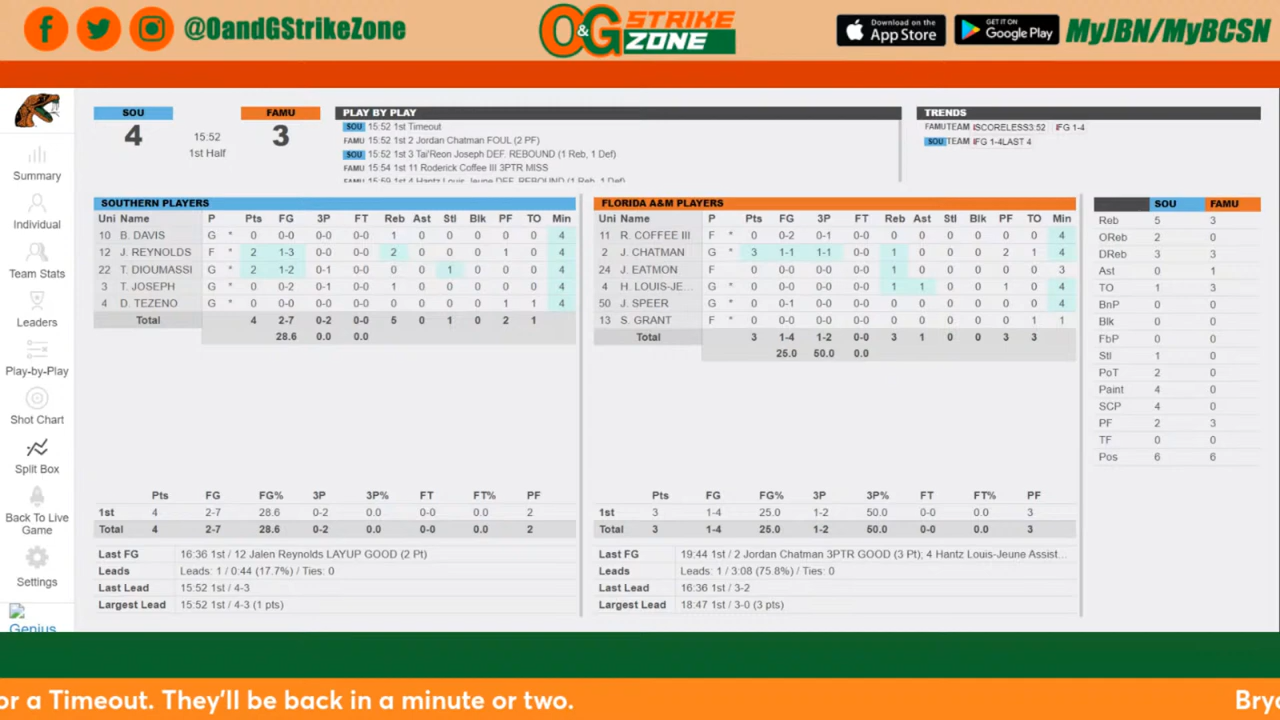 @OandGStrikeZone
O&G STRIKE ZONE
Download on the App Store
GET IT ON Google Play
MyJBN/MyBCSN
SOU FAMU
4 15:52 1st Half 3
PLAY BY PLAY
SOU 15:52 1st Timeout
FAMU 15:52 1st 2 Jordan Chatman FOUL (2 PF)
SOU 15:52 1st 3 Tai'Reon Joseph DEF. REBOUND (1 Reb, 1 Def)
FAMU 15:54 1st 11 Roderick Coffee III 3PTR MISS
FAMU 15:59 1st 4 Hantz Louis-Jeune DEF. REBOUND (1 Reb, 1 Def)
TRENDS
FAMU TEAM SCORELESS 3:52 FG 1-4
SOU TEAM FG 1-4 LAST 4
Summary
Individual
Team Stats
Leaders
Play-by-Play
Shot Chart
Split Box
Back To Live Game
Settings
Genius
SOUTHERN PLAYERS
Uni Name P Pts FG 3P FT Reb Ast Stl Blk PF TO Min
10 B. DAVIS G * 0 0-0 0-0 0-0 1 0 0 0 0 0 4
12 J. REYNOLDS F * 2 1-3 0-0 0-0 2 0 0 0 1 0 4
22 T. DIOUMASSI G * 2 1-2 0-1 0-0 0 0 1 0 0 0 4
3 T. JOSEPH G * 0 0-2 0-1 0-0 1 0 0 0 0 0 4
4 D. TEZENO G * 0 0-0 0-0 0-0 0 0 0 0 1 1 4
Total 4 2-7 0-2 0-0 5 0 1 0 2 1
28.6 0.0 0.0
Pts FG FG% 3P 3P% FT FT% PF
1st 4 2-7 28.6 0-2 0.0 0-0 0.0 2
Total 4 2-7 28.6 0-2 0.0 0-0 0.0 2
Last FG 16:36 1st / 12 Jalen Reynolds LAYUP GOOD (2 Pt)
Leads Leads: 1 / 0:44 (17.7%) / Ties: 0
Last Lead 15:52 1st / 4-3
Largest Lead 15:52 1st / 4-3 (1 pts)
FLORIDA A&M PLAYERS
Uni Name P Pts FG 3P FT Reb Ast Stl Blk PF TO Min
11 R. COFFEE III F * 0 0-2 0-1 0-0 0 0 0 0 0 0 4
2 J. CHATMAN G * 3 1-1 1-1 0-0 1 0 0 0 2 1 4
24 J. EATMON F 0 0-0 0-0 0-0 1 0 0 0 0 0 3
4 H. LOUIS-JE... G * 0 0-0 0-0 0-0 1 1 0 0 1 0 4
50 J. SPEER G * 0 0-1 0-0 0-0 0 0 0 0 0 0 4
13 S. GRANT F * 0 0-0 0-0 0-0 0 0 0 0 0 1 1
Total 3 1-4 1-2 0-0 3 1 0 0 3 3
25.0 50.0 0.0
Pts FG FG% 3P 3P% FT FT% PF
1st 3 1-4 25.0 1-2 50.0 0-0 0.0 3
Total 3 1-4 25.0 1-2 50.0 0-0 0.0 3
Last FG 19:44 1st / 2 Jordan Chatman 3PTR GOOD (3 Pt); 4 Hantz Louis-Jeune Assist...
Leads Leads: 1 / 3:08 (75.8%) / Ties: 0
Last Lead 16:36 1st / 3-2
Largest Lead 18:47 1st / 3-0 (3 pts)
SOU FAMU
Reb 5 3
OReb 2 0
DReb 3 3
Ast 0 1
TO 1 3
BnP 0 0
Blk 0 0
FbP 0 0
Stl 1 0
PoT 2 0
Paint 4 0
SCP 4 0
PF 2 3
TF 0 0
Pos 6 6
or a Timeout. They'll be back in a minute or two. Bry